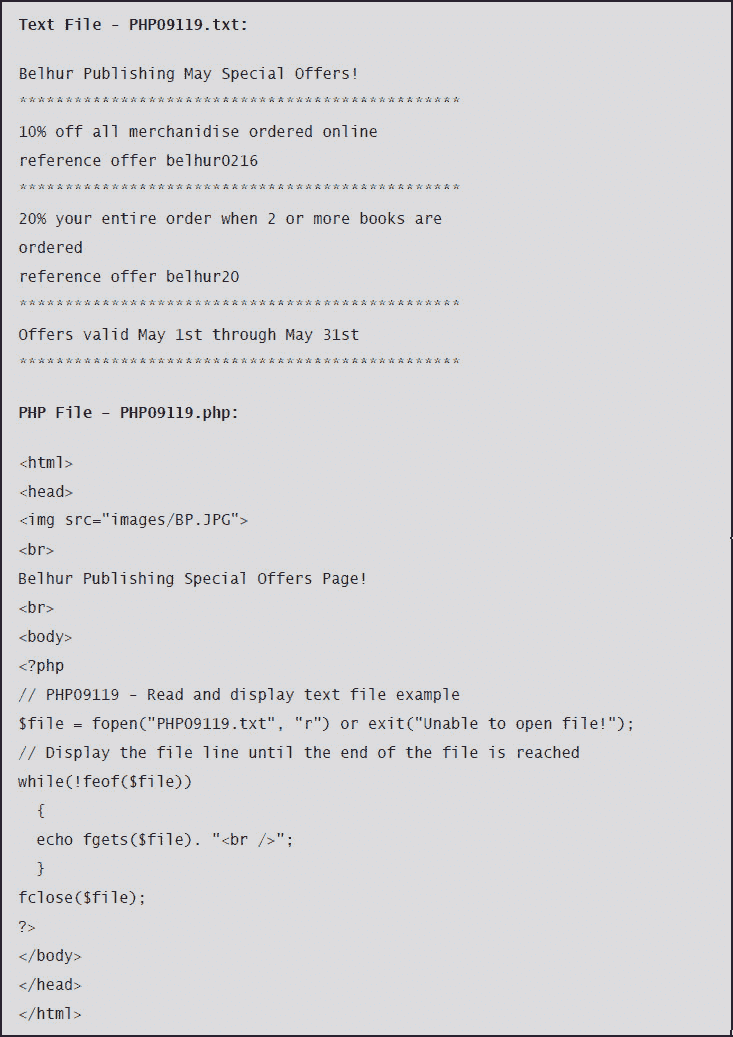 Text File – PHP09119.txt:
Belhur Publishing May Special Offers!
************************************************
10% off all merchanidise ordered online
reference offer belhur0216
************************************************
20% your entire order when 2 or more books are
ordered
reference offer belhur20
************************************************
Offers valid May 1st through May 31st
************************************************
PHP File – PHP09119.php:
<html>
<head>
<img src="images/BP.JPG">
<br>
Belhur Publishing Special Offers Page!
<br>
<body>
<?php
// PHP09119 - Read and display text file example
$file = fopen("PHP09119.txt", "r") or exit("Unable to open file!");
// Display the file line until the end of the file is reached
while(!feof($file))
  {
  echo fgets($file). "<br />";
  }
fclose($file);
?>
</body>
</head>
</html>